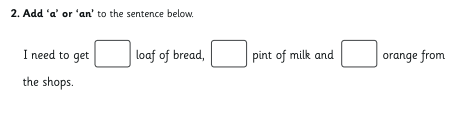 2. Add ‘a’ or ‘an’ to the sentence below.
I need to get loaf of bread, pint of milk and orange from
the shops.